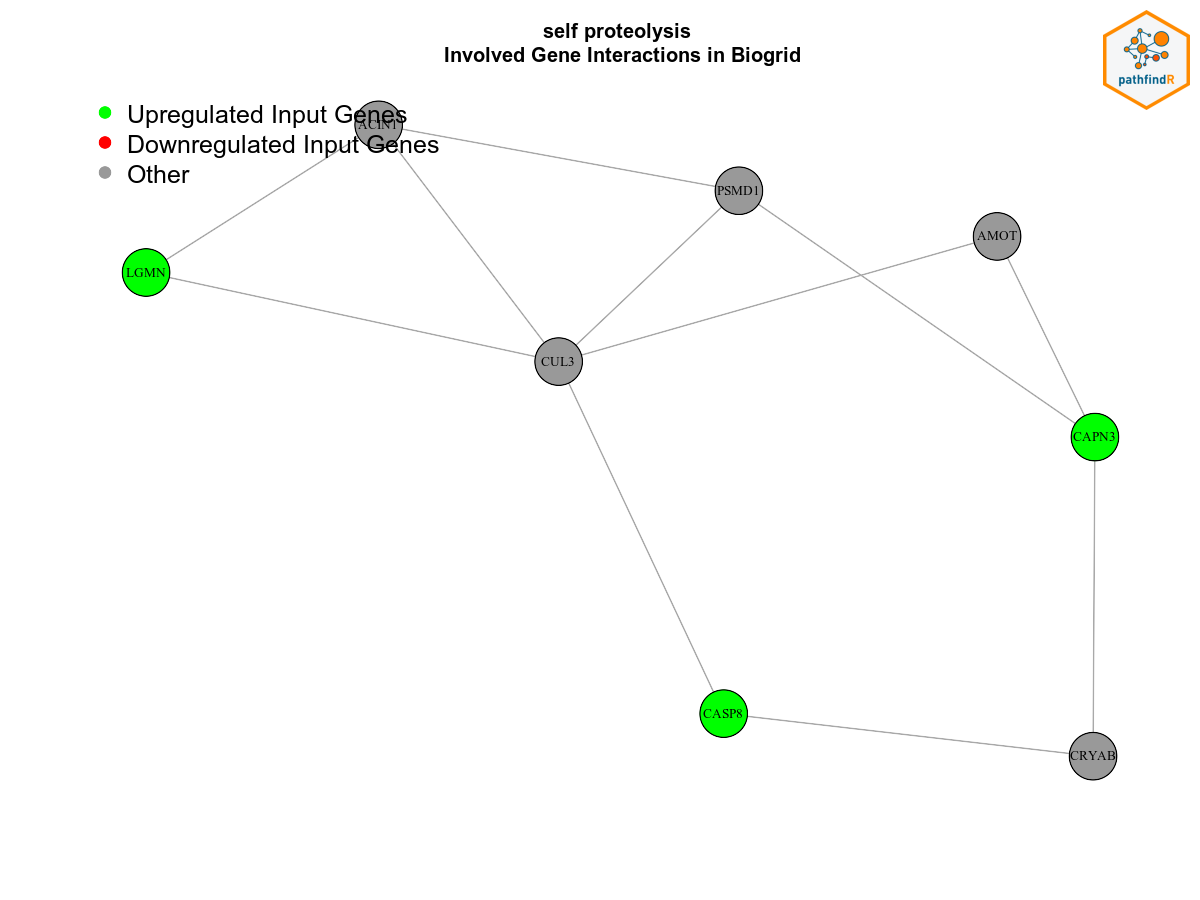 self proteolysis
Involved Gene Interactions in Biogrid
pathfindR
Upregulated Input Genes
Downregulated Input Genes
Other
ACIN1
PSMD1
AMOT
LGMN
CUL3
CAPN3
CASP8
CRYAB